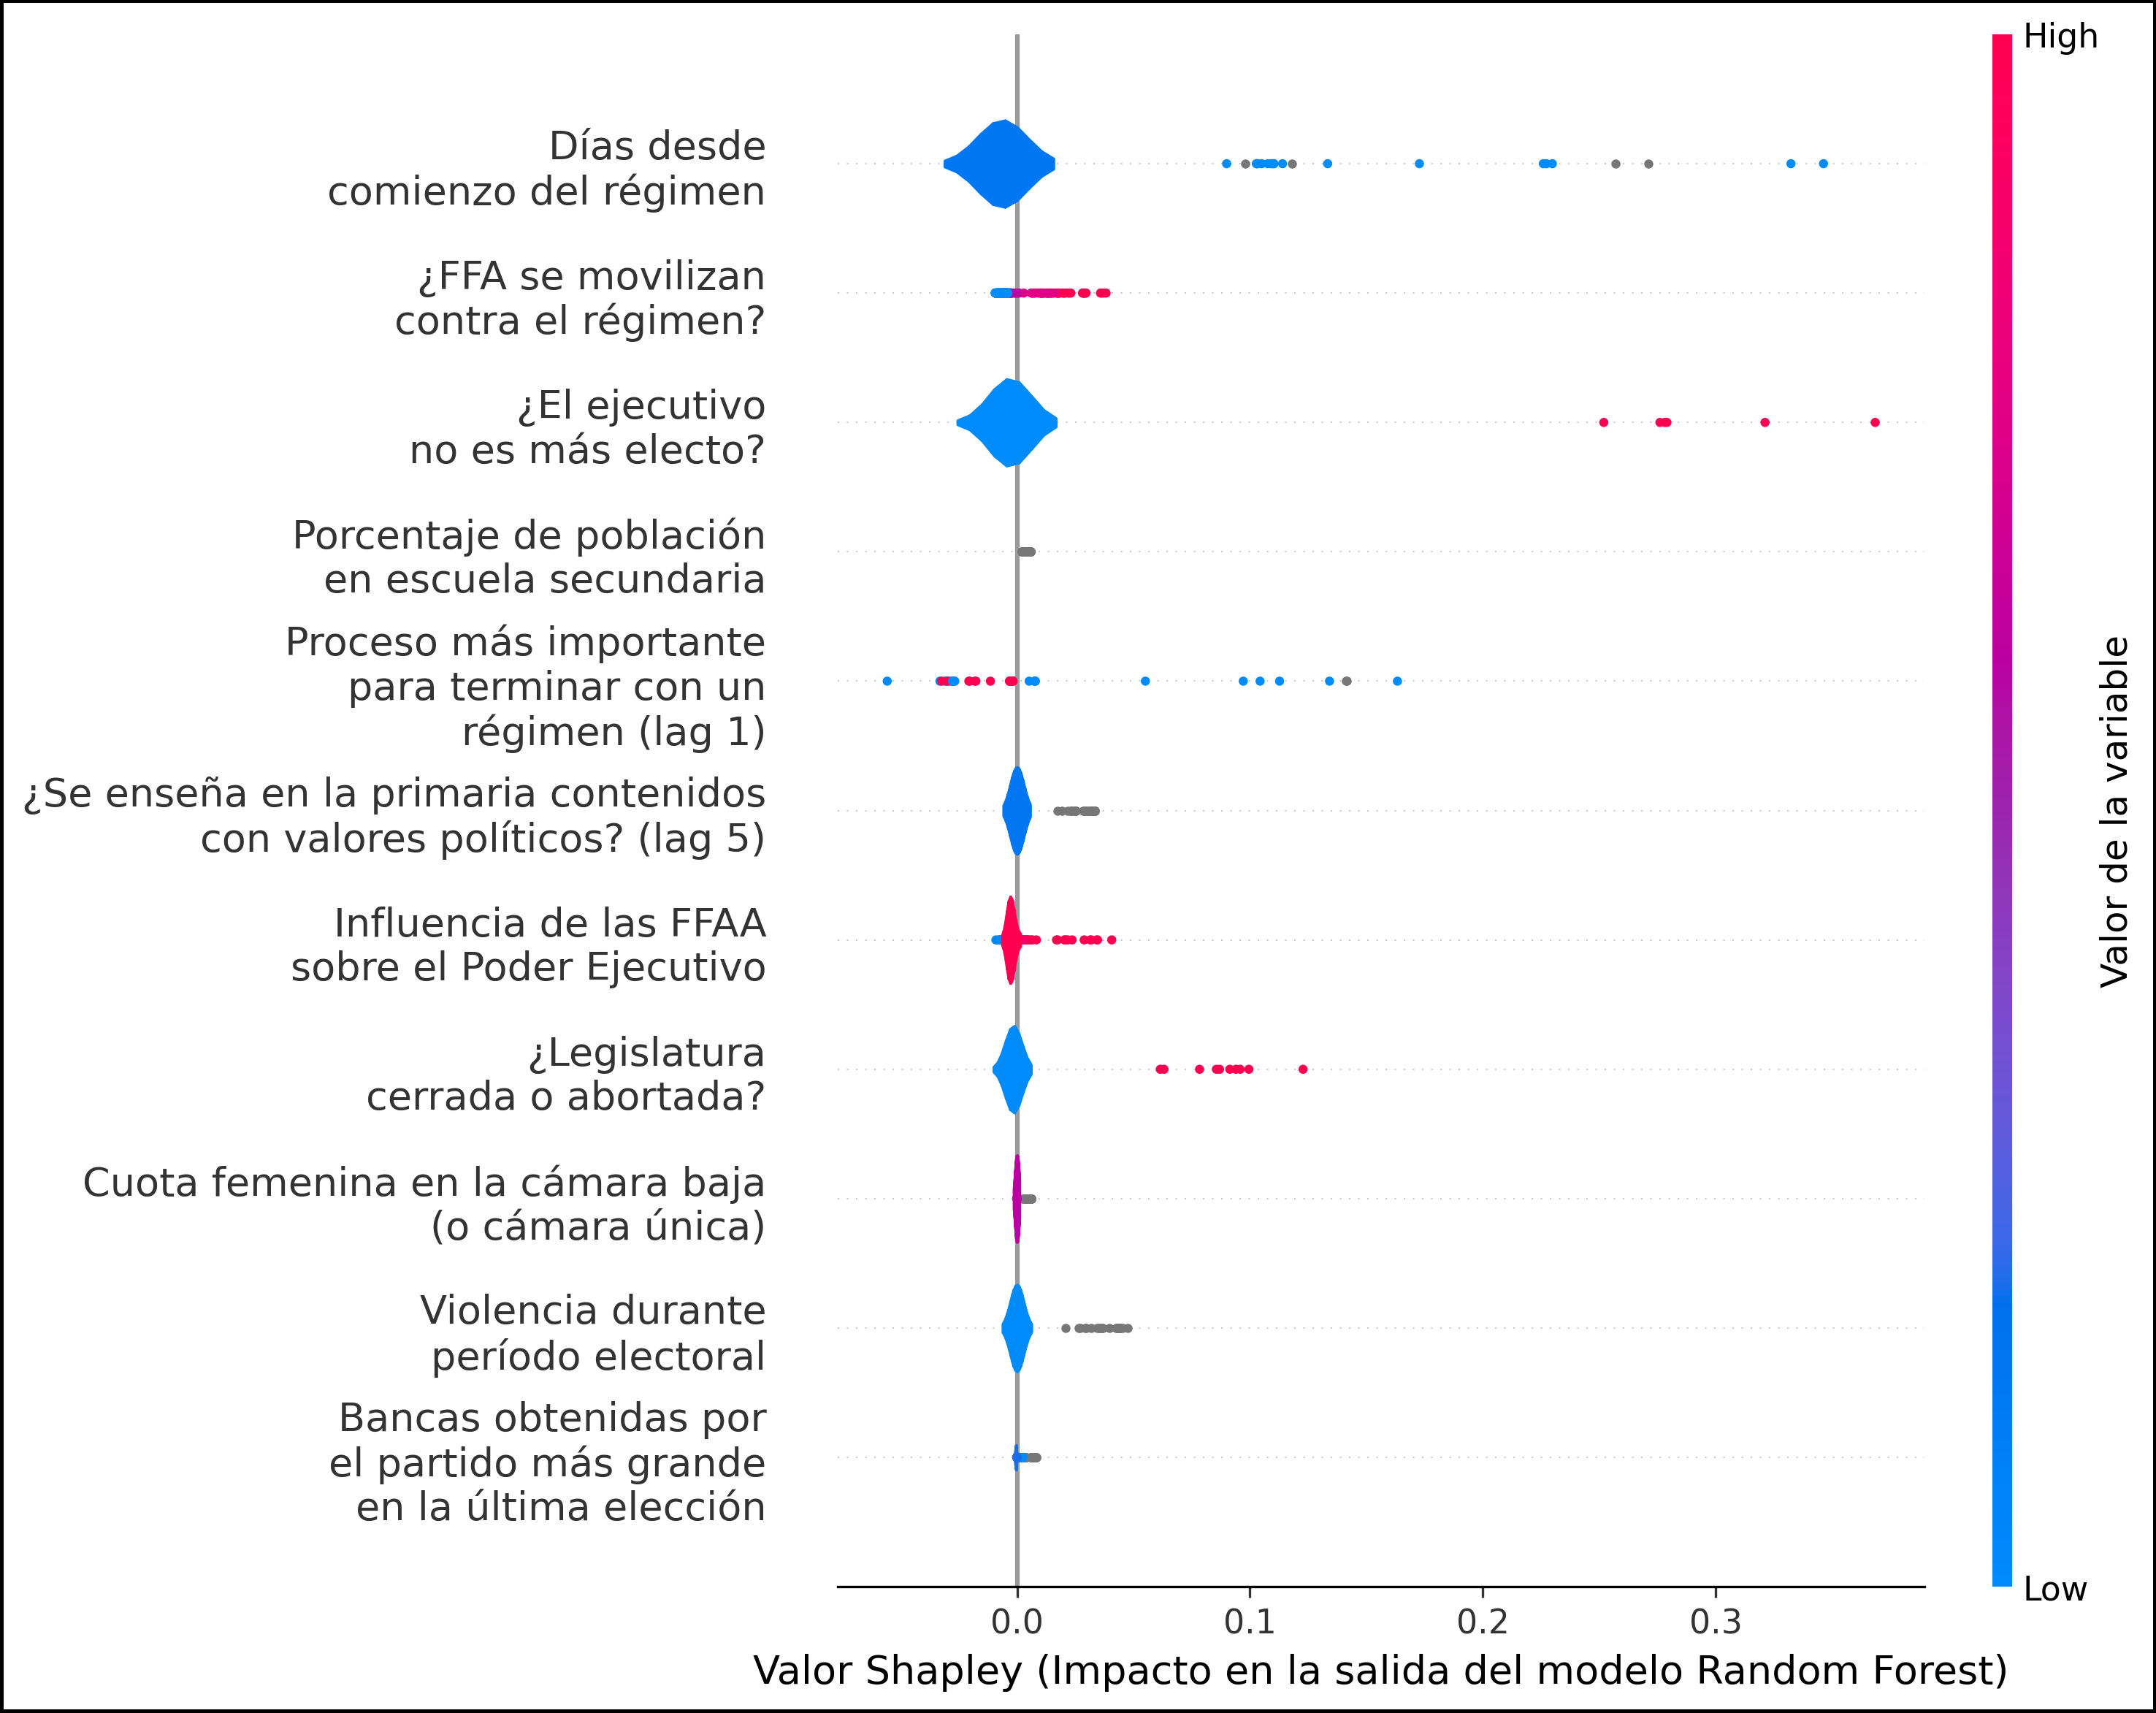 High
Días desde
comienzo del régimen
¿FFA se movilizan
contra el régimen?
¿El ejecutivo
no es más electo?
Porcentaje de población
en escuela secundaria
Proceso más importante
para terminar con un
régimen (lag 1)
¿Se enseña en la primaria contenidos
con valores políticos? (lag 5)
Influencia de las FFAA
sobre el Poder Ejecutivo
¿Legislatura
cerrada o abortada?
Cuota femenina en la cámara baja
(o cámara única)
Violencia durante
período electoral
Bancas obtenidas por
el partido más grande
en la última elección
Valor de la variable
Low
0.0 0.1 0.2 0.3
Valor Shapley (Impacto en la salida del modelo Random Forest)